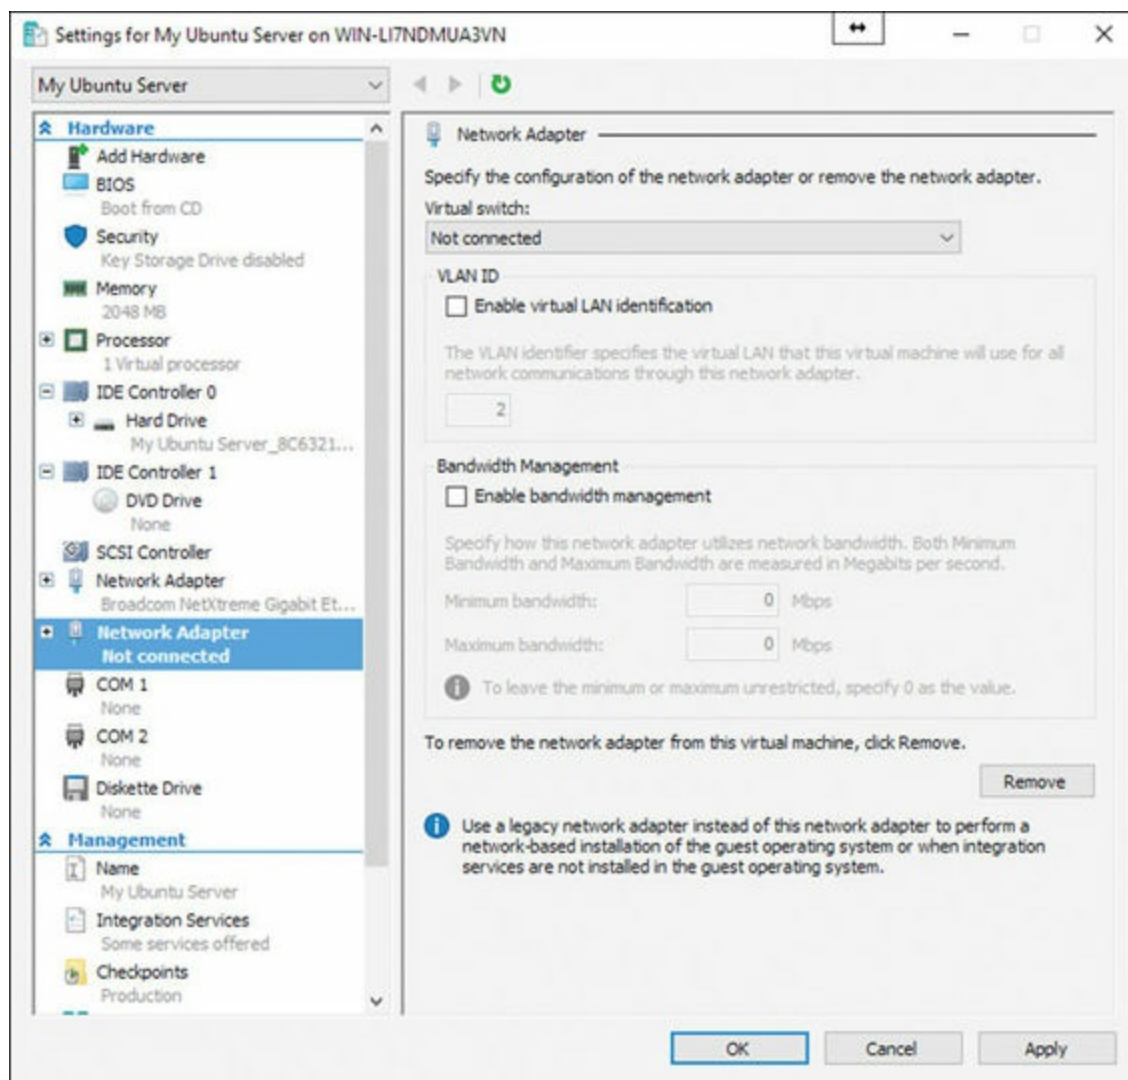 Settings for My Ubuntu Server on WIN-LI7NDMUA3VN
My Ubuntu Server
Hardware
Add Hardware
BIOS
Boot from CD
Security
Key Storage Drive disabled
Memory
2048 MB
Processor
1 Virtual processor
IDE Controller 0
Hard Drive
My Ubuntu Server_8C6321...
IDE Controller 1
DVD Drive
None
SCSI Controller
Network Adapter
Broadcom NetXtreme Gigabit Et...
Network Adapter
Not connected
COM 1
None
COM 2
None
Diskette Drive
None
Management
Name
My Ubuntu Server
Integration Services
Some services offered
Checkpoints
Production
Network Adapter
Specify the configuration of the network adapter or remove the network adapter.
Virtual switch:
Not connected
VLAN ID
Enable virtual LAN identification
The VLAN identifier specifies the virtual LAN that this virtual machine will use for all
network communications through this network adapter.
2
Bandwidth Management
Enable bandwidth management
Specify how this network adapter utilizes network bandwidth. Both Minimum
Bandwidth and Maximum Bandwidth are measured in Megabits per second.
Minimum bandwidth: 0 Mbps
Maximum bandwidth: 0 Mbps
To leave the minimum or maximum unrestricted, specify 0 as the value.
To remove the network adapter from this virtual machine, click Remove.
Remove
Use a legacy network adapter instead of this network adapter to perform a
network-based installation of the guest operating system or when integration
services are not installed in the guest operating system.
OK Cancel Apply